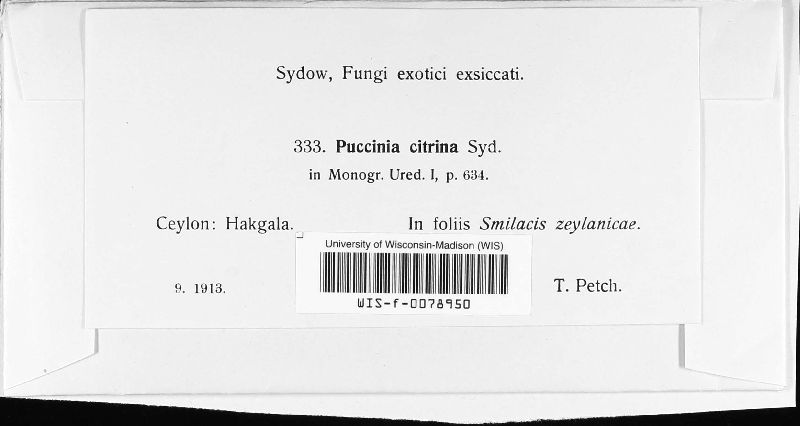 Sydow, Fungi exotici exsiccati.
333. Puccinia citrina Syd.
in Monogr. Ured. I, p. 634.
Ceylon: Hakgala. In foliis Smilacis zeylanicae.
University of Wisconsin-Madison (WIS)
WIS-f-0078950
9. 1913. T. Petch.